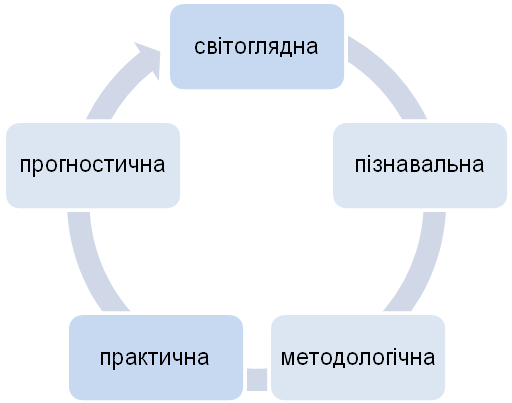 світоглядна
пізнавальна
методологічна
практична
прогностична